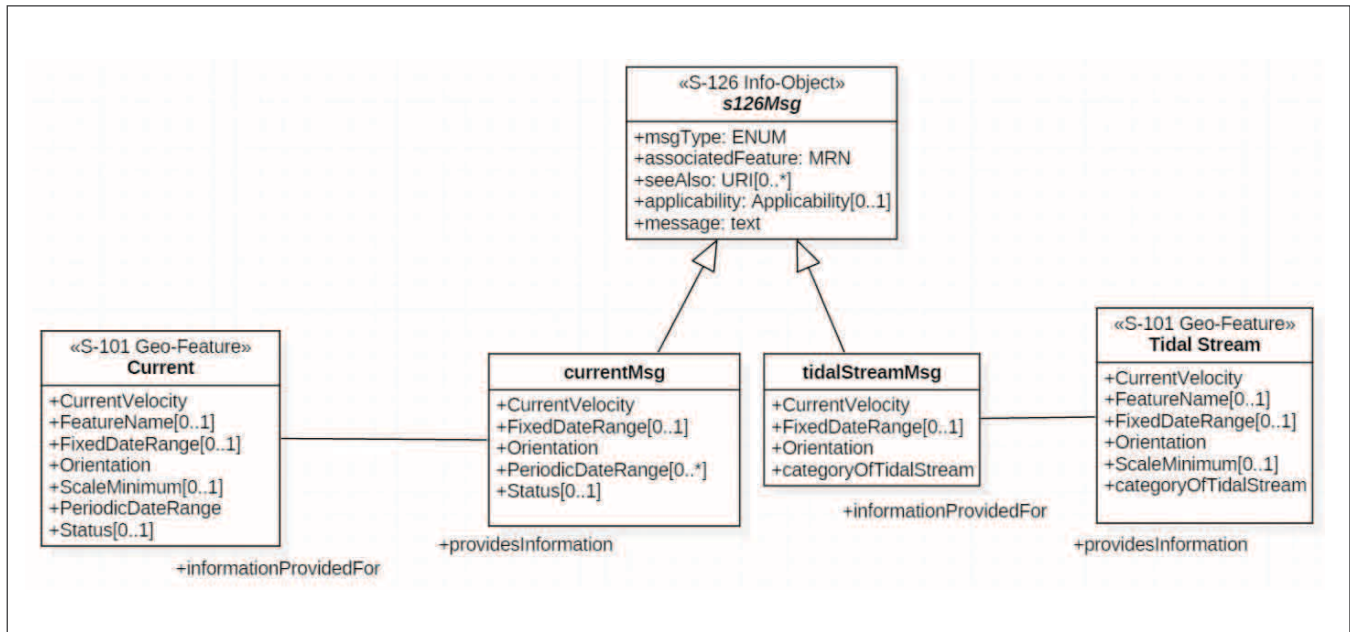 «S-126 Info-Object»
s126Msg
+msgType: ENUM
+associatedFeature: MRN
+seeAlso: URI[0..*]
+applicability: Applicability[0..1]
+message: text
«S-101 Geo-Feature»
Current
+CurrentVelocity
+FeatureName[0..1]
+FixedDateRange[0..1]
+Orientation
+ScaleMinimum[0..1]
+PeriodicDateRange
+Status[0..1]
currentMsg
+CurrentVelocity
+FixedDateRange[0..1]
+Orientation
+PeriodicDateRange[0..*]
+Status[0..1]
tidalStreamMsg
+CurrentVelocity
+FixedDateRange[0..1]
+Orientation
+categoryOfTidalStream
«S-101 Geo-Feature»
Tidal Stream
+CurrentVelocity
+FeatureName[0..1]
+FixedDateRange[0..1]
+Orientation
+ScaleMinimum[0..1]
+categoryOfTidalStream
+informationProvidedFor
+providesInformation
+informationProvidedFor
+providesInformation